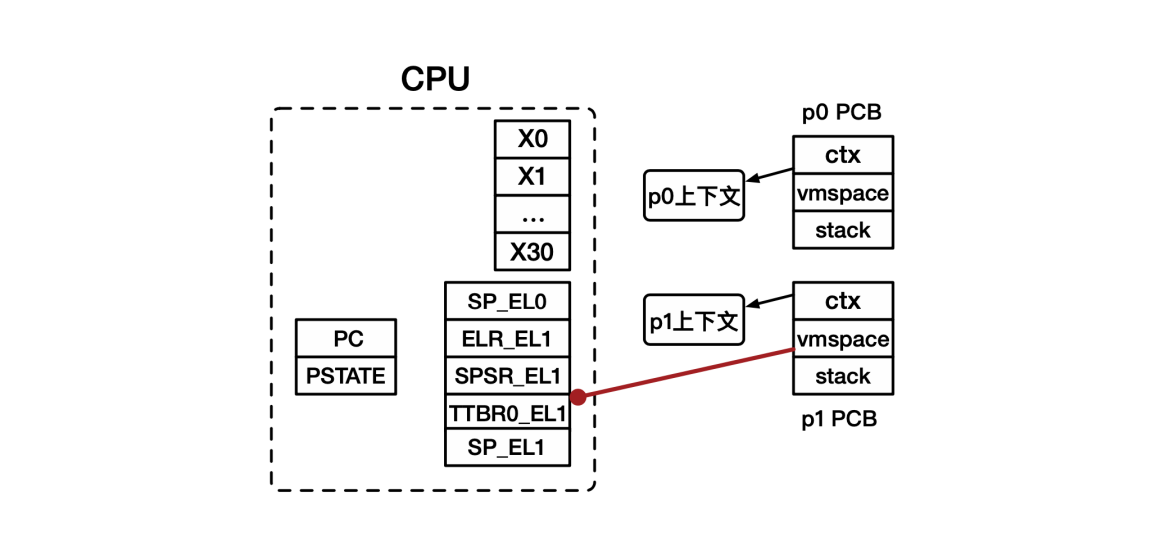 CPU
X0
X1
...
X30
SP_EL0
ELR_EL1
SPSR_EL1
TTBR0_EL1
SP_EL1
PC
PSTATE
p0 PCB
ctx
vmspace
stack
p0上下文
ctx
vmspace
stack
p1上下文
p1 PCB